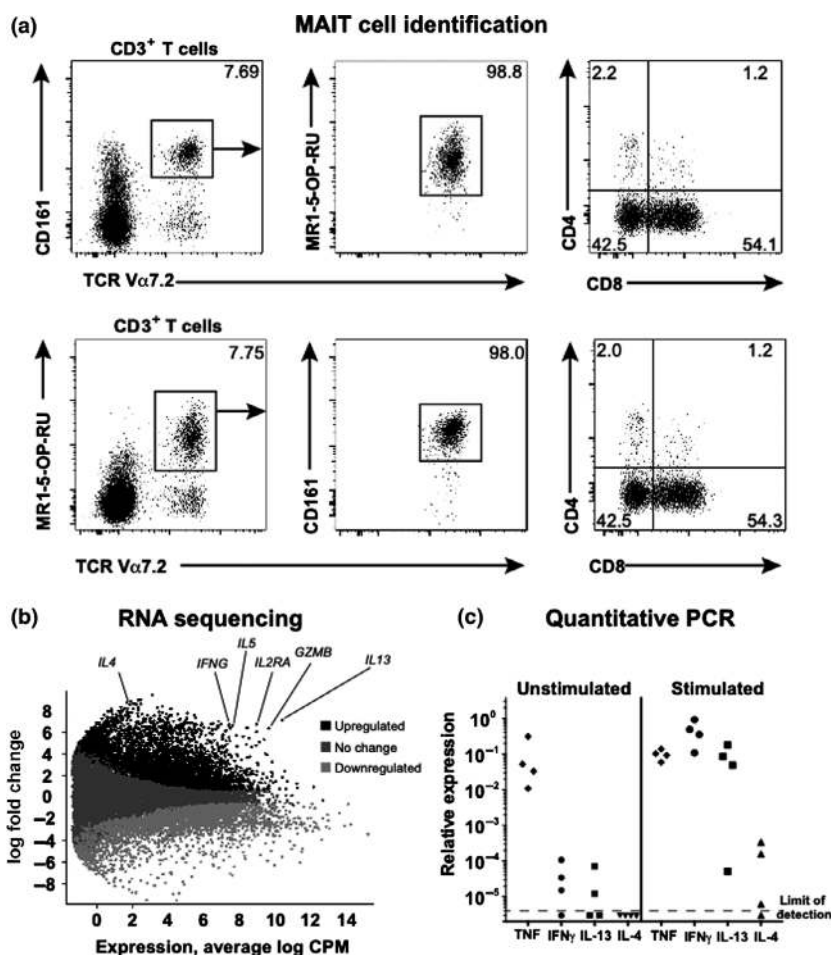 (a) MAIT cell identification
CD3+ T cells
7.69
98.8
2.2 1.2
CD161
MR1-5-OP-RU
CD4
42.5 54.1
TCR Vα7.2
CD8
CD3+ T cells
7.75
98.0
2.0 1.2
MR1-5-OP-RU
CD161
CD4
42.5 54.3
TCR Vα7.2
CD8
(b) RNA sequencing
IL4 IFNG IL5 IL2RA GZMB IL13
Upregulated
No change
Downregulated
log fold change
8
6
4
2
0
−2
−4
−6
−8
0 2 4 6 8 10 12 14
Expression, average log CPM
(c) Quantitative PCR
Unstimulated Stimulated
Relative expression
10^0
10^-1
10^-2
10^-3
10^-4
10^-5
Limit of
detection
TNF IFNγ IL-13 IL-4 TNF IFNγ IL-13 IL-4